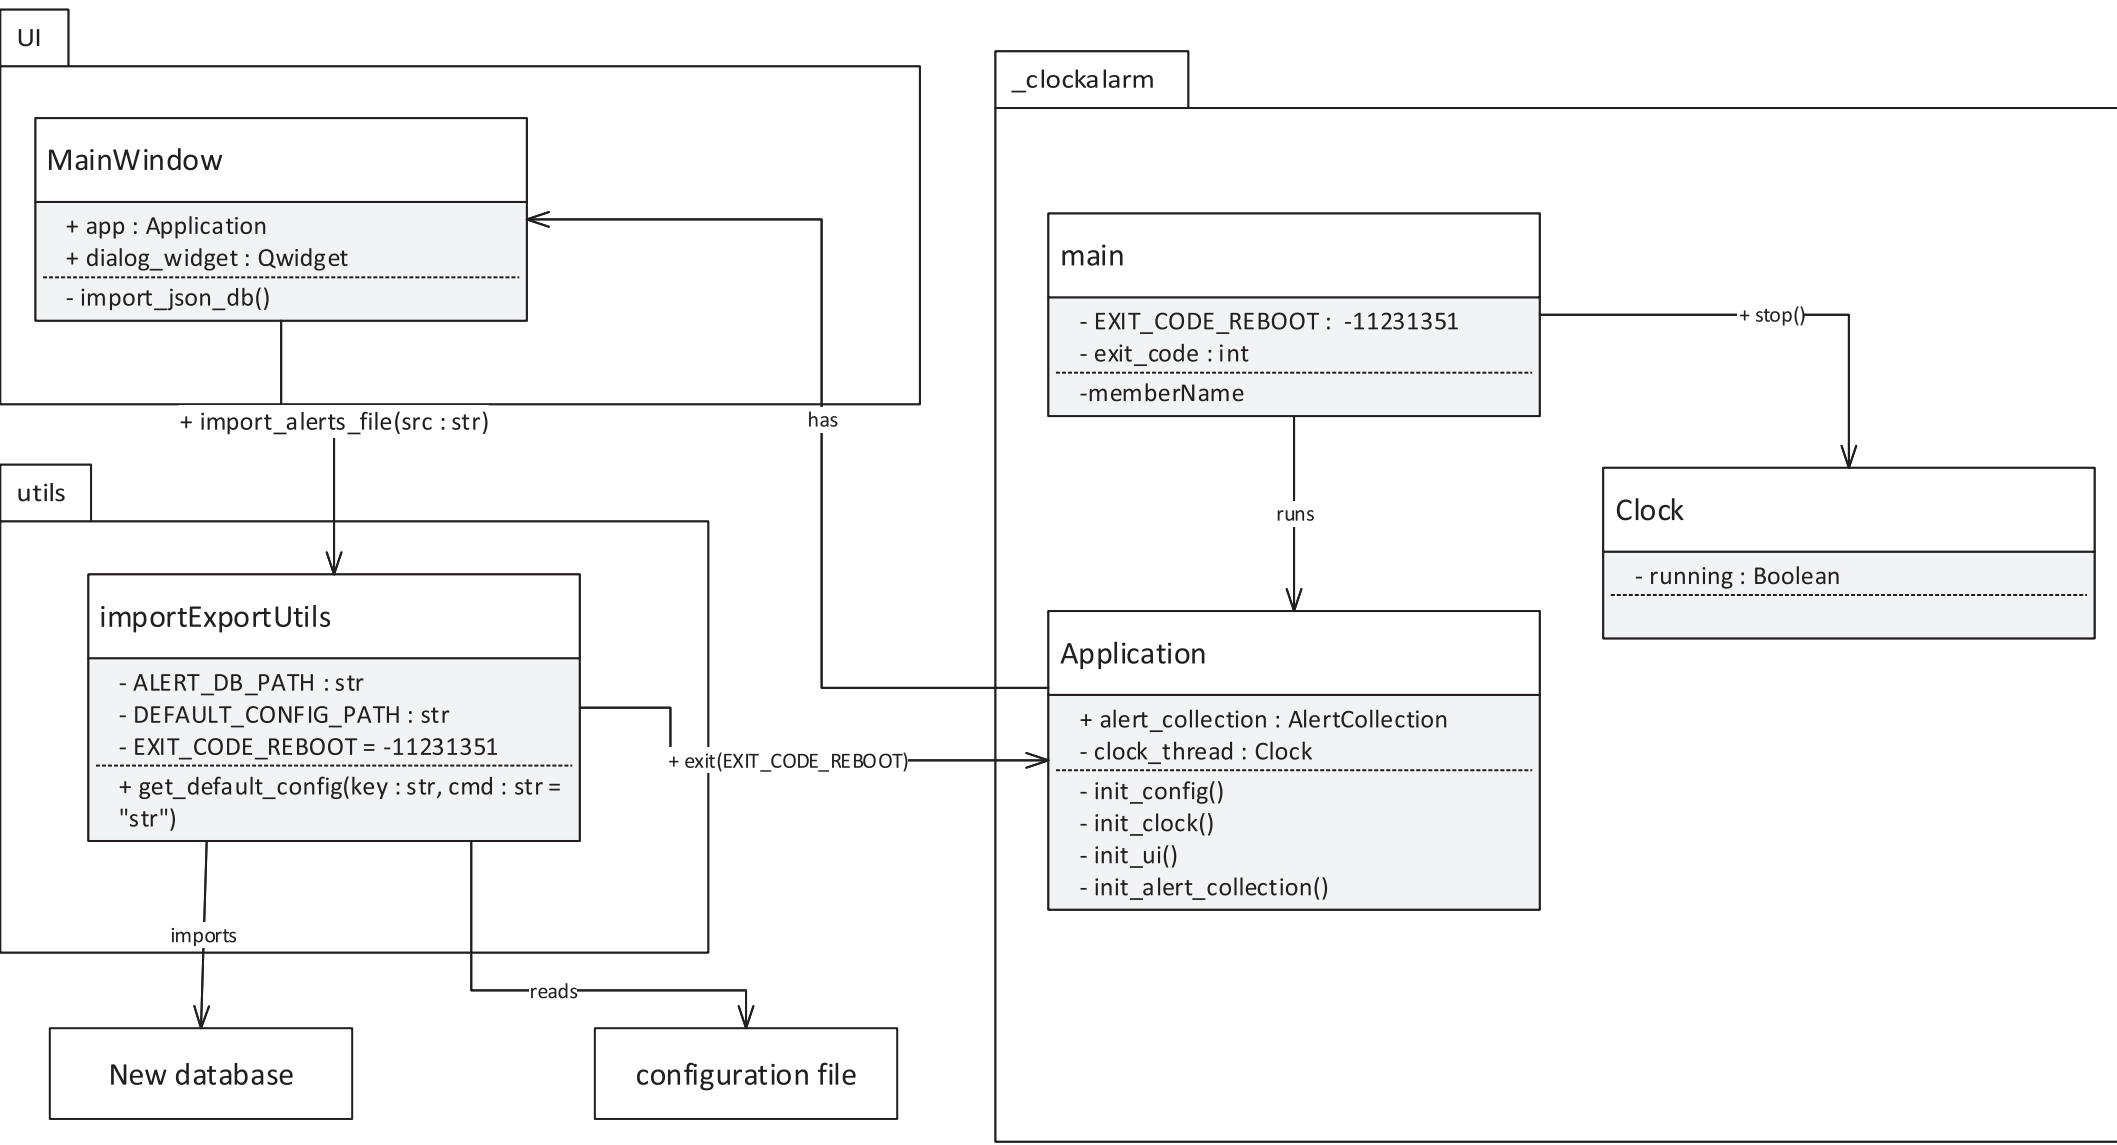 UI
MainWindow
+ app : Application
+ dialog_widget : Qwidget
- import_json_db()
+ import_alerts_file(src : str)
has
utils
importExportUtils
- ALERT_DB_PATH : str
- DEFAULT_CONFIG_PATH : str
- EXIT_CODE_REBOOT = -11231351
+ get_default_config(key : str, cmd : str =
"str")
+ exit(EXIT_CODE_REBOOT)
imports
reads
New database
configuration file
_clockalarm
main
- EXIT_CODE_REBOOT :  -11231351
- exit_code : int
-memberName
+ stop()
runs
Clock
- running : Boolean
Application
+ alert_collection : AlertCollection
- clock_thread : Clock
- init_config()
- init_clock()
- init_ui()
- init_alert_collection()